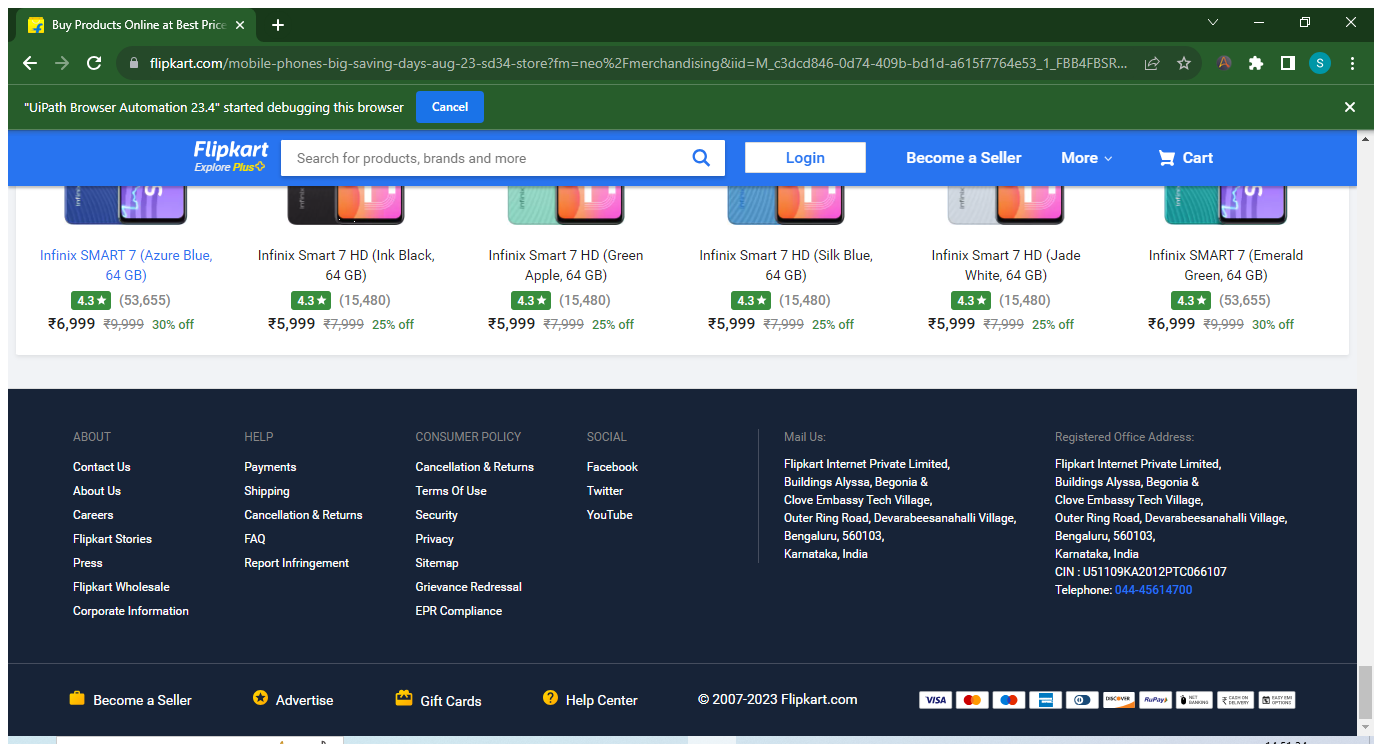 Buy Products Online at Best Price
flipkart.com/mobile-phones-big-saving-days-aug-23-sd34-store?fm=neo%2Fmerchandising&iid=M_c3dcd846-0d74-409b-bd1d-a615f7764e53_1_FBB4FBSR...
S
"UiPath Browser Automation 23.4" started debugging this browser
Cancel
Flipkart
Explore Plus
Search for products, brands and more
Login
Become a Seller
More
Cart
Infinix SMART 7 (Azure Blue,
64 GB)
4.3★ (53,655)
₹6,999 ₹9,999 30% off
Infinix Smart 7 HD (Ink Black,
64 GB)
4.3★ (15,480)
₹5,999 ₹7,999 25% off
Infinix Smart 7 HD (Green
Apple, 64 GB)
4.3★ (15,480)
₹5,999 ₹7,999 25% off
Infinix Smart 7 HD (Silk Blue,
64 GB)
4.3★ (15,480)
₹5,999 ₹7,999 25% off
Infinix Smart 7 HD (Jade
White, 64 GB)
4.3★ (15,480)
₹5,999 ₹7,999 25% off
Infinix SMART 7 (Emerald
Green, 64 GB)
4.3★ (53,655)
₹6,999 ₹9,999 30% off
ABOUT
Contact Us
About Us
Careers
Flipkart Stories
Press
Flipkart Wholesale
Corporate Information
HELP
Payments
Shipping
Cancellation & Returns
FAQ
Report Infringement
CONSUMER POLICY
Cancellation & Returns
Terms Of Use
Security
Privacy
Sitemap
Grievance Redressal
EPR Compliance
SOCIAL
Facebook
Twitter
YouTube
Mail Us:
Flipkart Internet Private Limited,
Buildings Alyssa, Begonia &
Clove Embassy Tech Village,
Outer Ring Road, Devarabeesanahalli Village,
Bengaluru, 560103,
Karnataka, India
Registered Office Address:
Flipkart Internet Private Limited,
Buildings Alyssa, Begonia &
Clove Embassy Tech Village,
Outer Ring Road, Devarabeesanahalli Village,
Bengaluru, 560103,
Karnataka, India
CIN : U51109KA2012PTC066107
Telephone: 044-45614700
Become a Seller
Advertise
Gift Cards
Help Center
© 2007-2023 Flipkart.com
VISA
DISCOVER
RuPay
NET
BANKING
CASH ON
DELIVERY
EASY EMI
OPTIONS